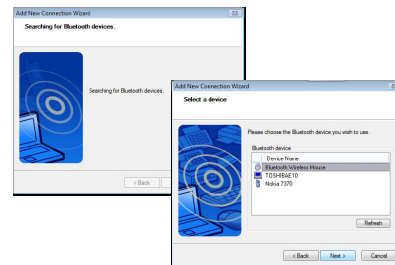 Add New Connection Wizard
Searching for Bluetooth devices.
Searching for Bluetooth devices.
< Back
Add New Connection Wizard
Select a device
Please choose the Bluetooth device you wish to use.
Bluetooth device
Device Name
Bluetooth Wireless Mouse
TOSHIBAE10
Nokia 7370
Refresh
< Back
Next >
Cancel